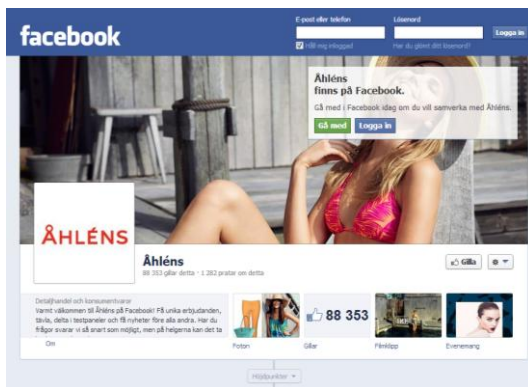 facebook
E-post eller telefon
Lösenord
Logga in
Håll mig inloggad
Har du glömt ditt lösenord?
Åhléns
finns på Facebook.
Gå med i Facebook idag om du vill samverka med Åhléns.
Gå med
Logga in
ÅHLÉNS
Åhléns
88 353 gillar detta · 1 282 pratar om detta
Gilla
Detaljhandel och konsumentvaror
Varmt välkommen till Åhléns på Facebook! Få unika erbjudanden,
tävla, delta i testpaneler och få nyheter före alla andra. Har du
frågor svarar vi så snart som möjligt, men på helgerna kan det ta
Om
88 353
Foton
Gillar
Filmklipp
Evenemang
Höjdpunkter